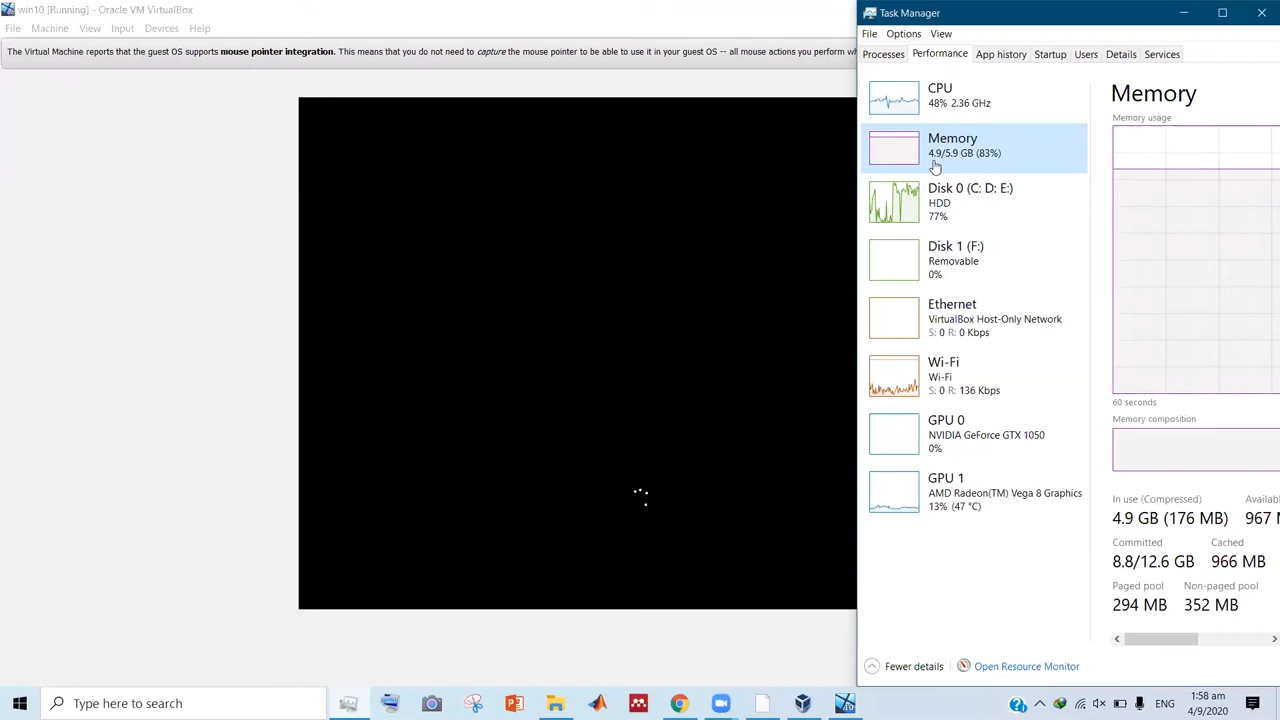 win10 [Running] - Oracle VM VirtualBox
File Machine View Input Devices Help
The Virtual Machine reports that the guest OS supports mouse pointer integration. This means that you do not need to capture the mouse pointer to be able to use it in your guest OS -- all mouse actions you perform
Task Manager
File Options View
Processes Performance App history Startup Users Details Services
CPU
48% 2.36 GHz
Memory
4.9/5.9 GB (83%)
Disk 0 (C: D: E:)
HDD
77%
Disk 1 (F:)
Removable
0%
Ethernet
VirtualBox Host-Only Network
S: 0 R: 0 Kbps
Wi-Fi
Wi-Fi
S: 0 R: 136 Kbps
GPU 0
NVIDIA GeForce GTX 1050
0%
GPU 1
AMD Radeon(TM) Vega 8 Graphics
13% (47 °C)
Memory
Memory usage
60 seconds
Memory composition
In use (Compressed)
4.9 GB (176 MB)
967 M
Committed Cached
8.8/12.6 GB 966 MB
Paged pool Non-paged pool
294 MB 352 MB
Fewer details
Open Resource Monitor
Type here to search
ENG
1:58 am
4/9/2020